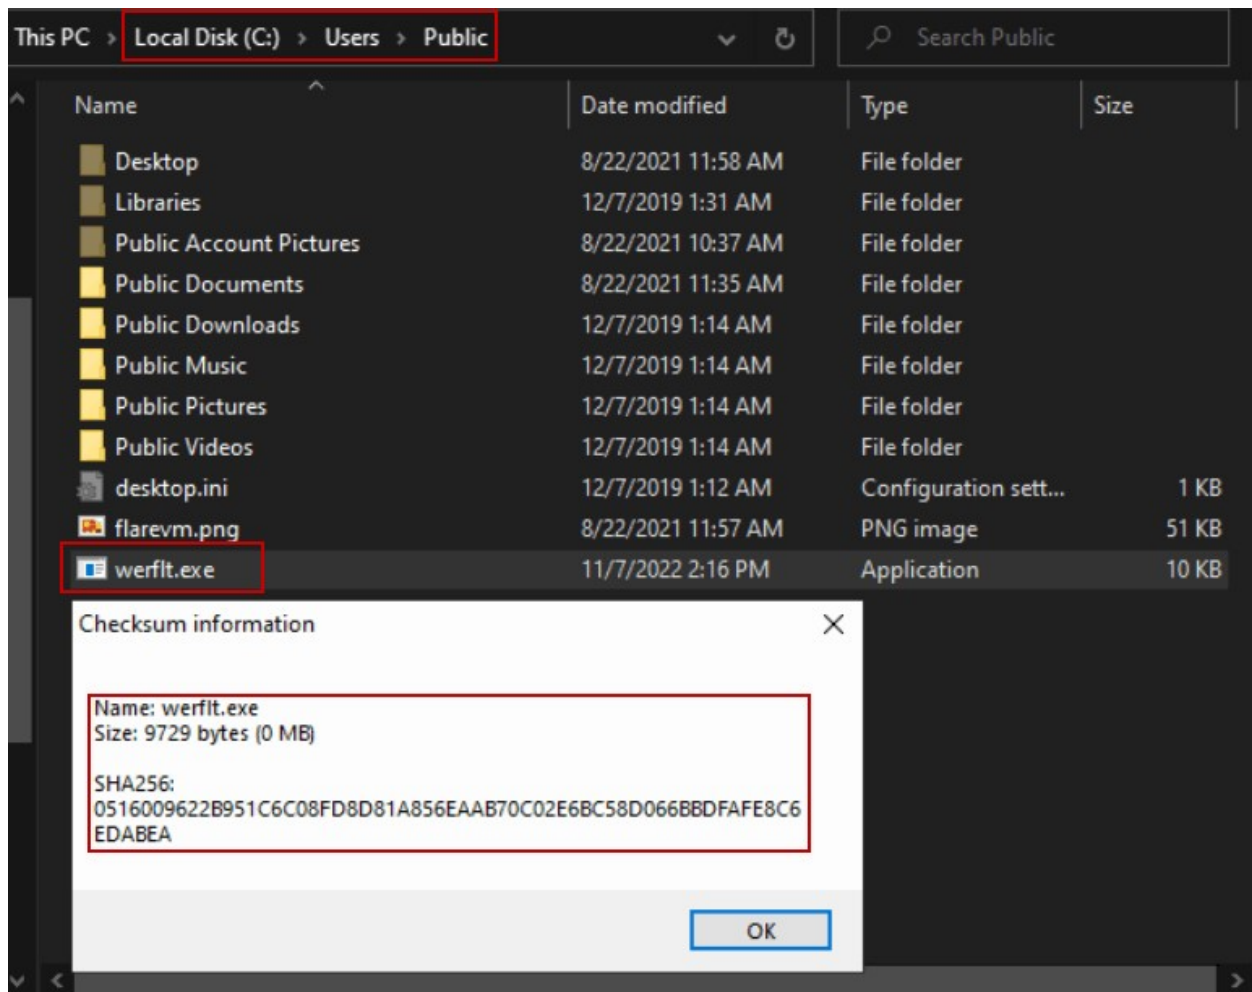 This PC > Local Disk (C:) > Users > Public Search Public
Name Date modified Type Size
Desktop 8/22/2021 11:58 AM File folder
Libraries 12/7/2019 1:31 AM File folder
Public Account Pictures 8/22/2021 10:37 AM File folder
Public Documents 8/22/2021 11:35 AM File folder
Public Downloads 12/7/2019 1:14 AM File folder
Public Music 12/7/2019 1:14 AM File folder
Public Pictures 12/7/2019 1:14 AM File folder
Public Videos 12/7/2019 1:14 AM File folder
desktop.ini 12/7/2019 1:12 AM Configuration sett... 1 KB
flarevm.png 8/22/2021 11:57 AM PNG image 51 KB
werflt.exe 11/7/2022 2:16 PM Application 10 KB
Checksum information
Name: werflt.exe
Size: 9729 bytes (0 MB)
SHA256:
0516009622B951C6C08FD8D81A856EAAB70C02E6BC58D066BBDFAFE8C6
EDABEA
OK